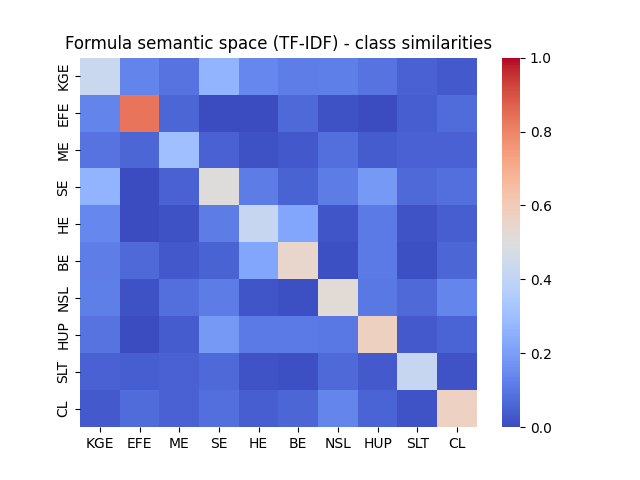 Formula semantic space (TF-IDF) - class similarities
KGE
EFE
ME
SE
HE
BE
NSL
HUP
SLT
CL
KGE EFE ME SE HE BE NSL HUP SLT CL
1.0
0.8
0.6
0.4
0.2
0.0